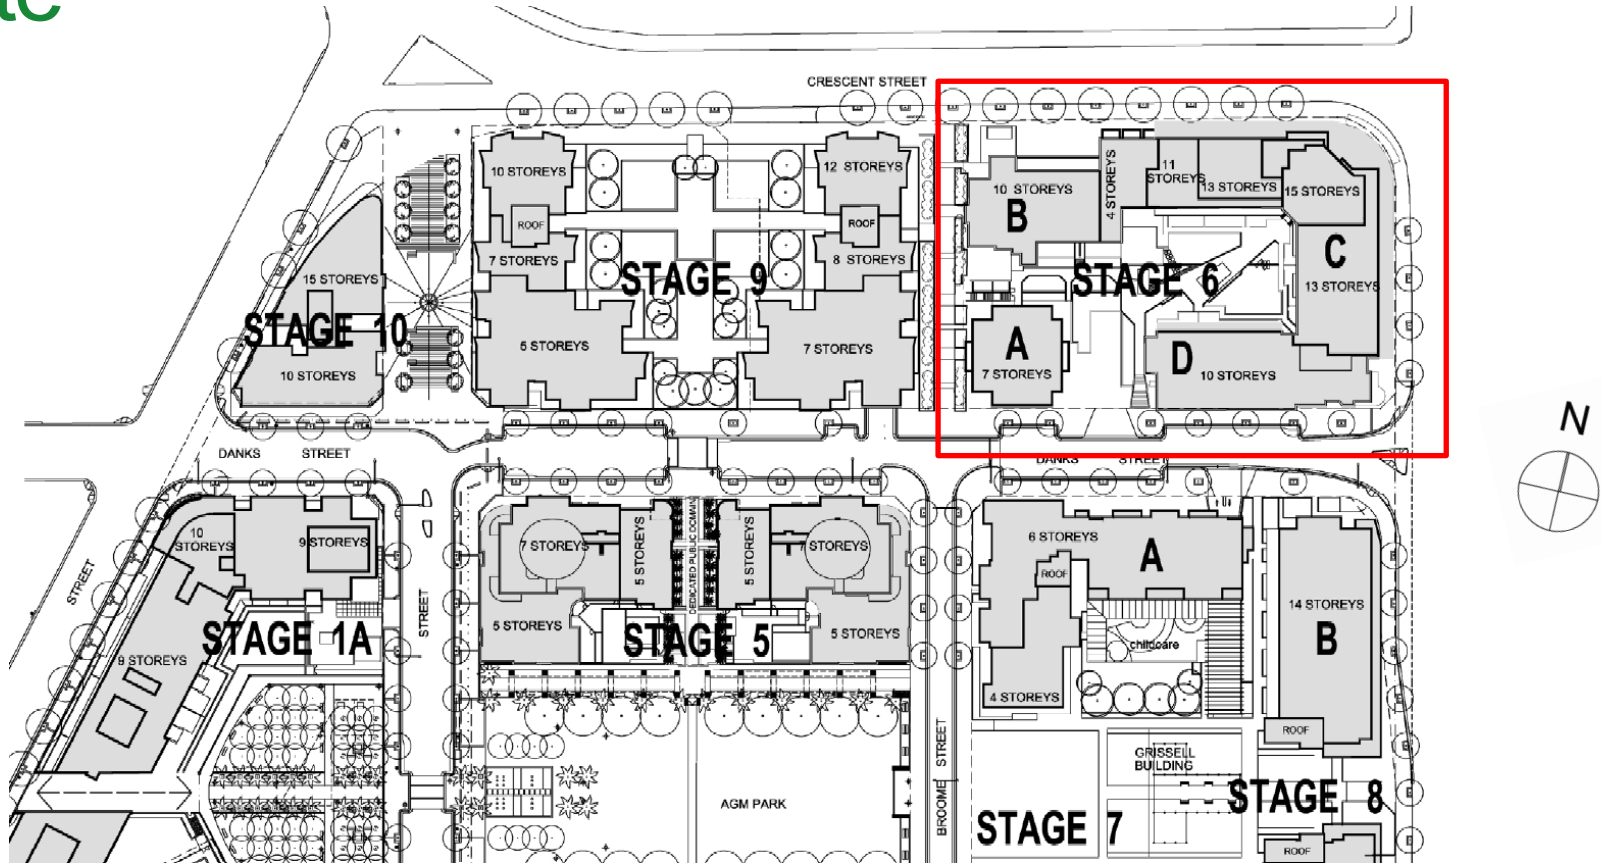 CRESCENT STREET
10 STOREYS
ROOF
7 STOREYS
12 STOREYS
ROOF
8 STOREYS
STAGE 9
5 STOREYS
7 STOREYS
15 STOREYS
STAGE 10
10 STOREYS
10 STOREYS
B
4 STOREYS
11
STOREYS
13 STOREYS
15 STOREYS
C
13 STOREYS
STAGE 6
A
7 STOREYS
D
10 STOREYS
N
DANKS STREET
DANKS STREET
10
STOREYS
9 STOREYS
STREET
STAGE 1A
9 STOREYS
STREET
7 STOREYS
5 STOREYS
DEDICATED PUBLIC DOMAIN
5 STOREYS
7 STOREYS
5 STOREYS
STAGE 5
5 STOREYS
AGM PARK
BROOME STREET
6 STOREYS
ROOF
A
childcare
4 STOREYS
14 STOREYS
B
ROOF
GRISSELL
BUILDING
STAGE 7
STAGE 8
ROOF